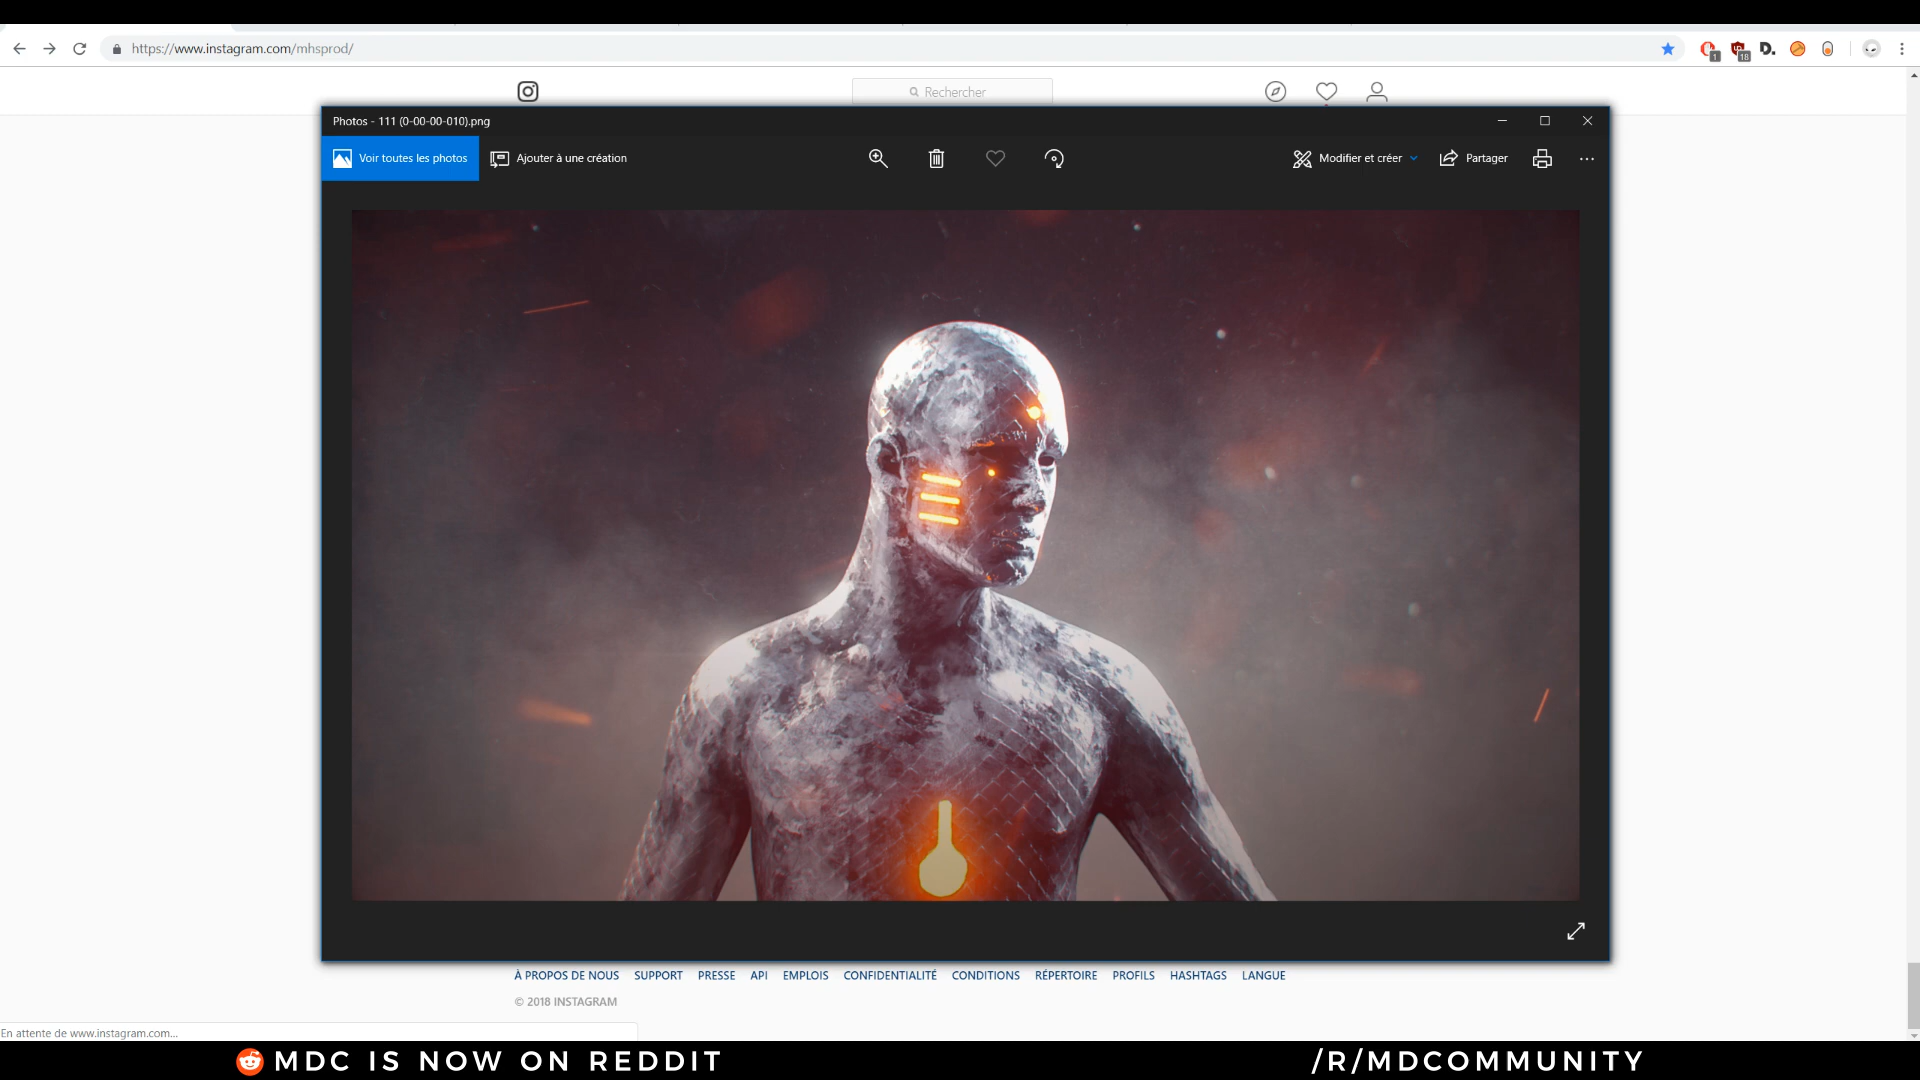 https://www.instagram.com/mhsprod/
1
18
D.
Rechercher
Photos - 111 (0-00-00-010).png
Voir toutes les photos
Ajouter à une création
Modifier et créer
Partager
À PROPOS DE NOUS SUPPORT PRESSE API EMPLOIS CONFIDENTIALITÉ CONDITIONS RÉPERTOIRE PROFILS HASHTAGS LANGUE
© 2018 INSTAGRAM
En attente de www.instagram.com...
MDC IS NOW ON REDDIT
/R/MDCOMMUNITY